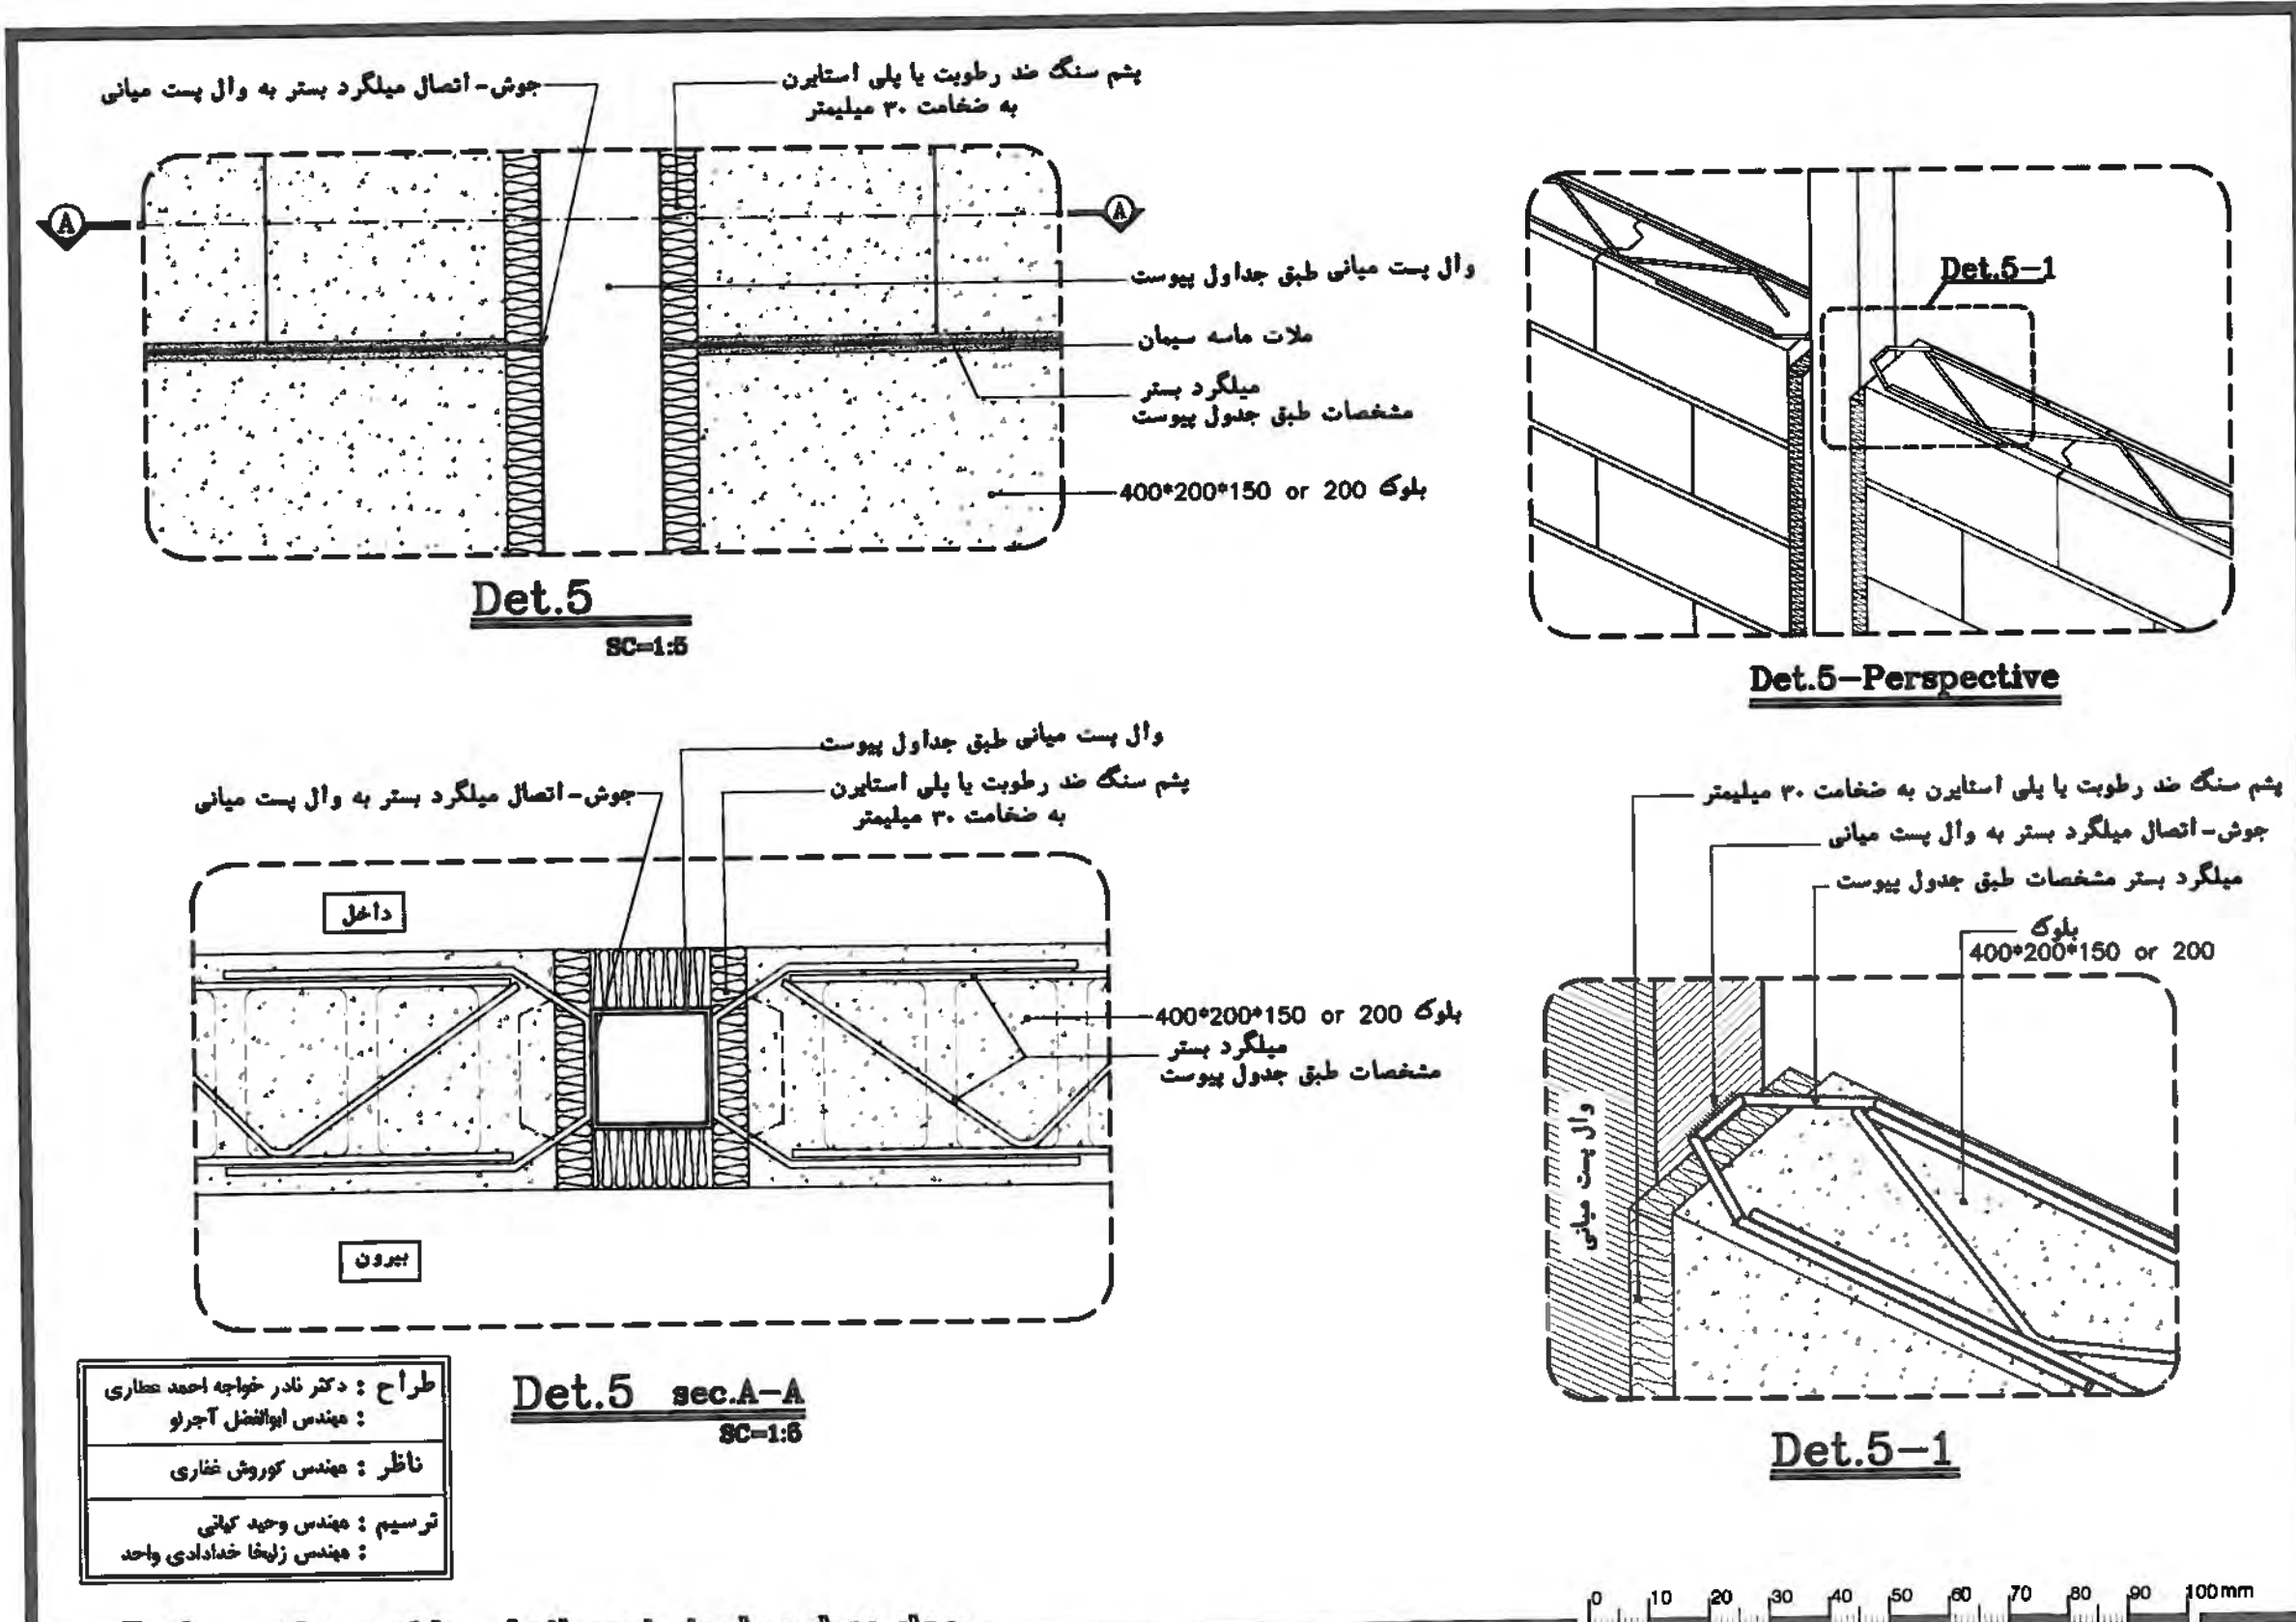 جوش-اتصال میلگرد بستر به وال پست میانی
پشم سنگ ضد رطوبت یا پلی استایرن
به ضخامت ۳۰ میلیمتر
A
A
وال پست میانی طبق جداول پیوست
ملات ماسه سیمان
میلگرد بستر
مشخصات طبق جدول پیوست
بلوک 400*200*150 or 200
Det.5
SC=1:5
Det.5-1
Det.5-Perspective
وال پست میانی طبق جداول پیوست
جوش-اتصال میلگرد بستر به وال پست میانی
پشم سنگ ضد رطوبت یا پلی استایرن
به ضخامت ۳۰ میلیمتر
داخل
بلوک 400*200*150 or 200
میلگرد بستر
مشخصات طبق جدول پیوست
بیرون
Det.5 sec.A-A
SC=1:5
پشم سنگ ضد رطوبت یا پلی استایرن به ضخامت ۳۰ میلیمتر
جوش-اتصال میلگرد بستر به وال پست میانی
میلگرد بستر مشخصات طبق جدول پیوست
بلوک
400*200*150 or 200
وال پست میانی
Det.5-1
طراح : دکتر نادر خواجه احمد عطاری
: مهندس ابوالفضل آجرلو
ناظر : مهندس کوروش غفاری
ترسیم : مهندس وحید کیانی
: مهندس زلیخا خدادادی واحد
0 10 20 30 40 50 60 70 80 90 100mm